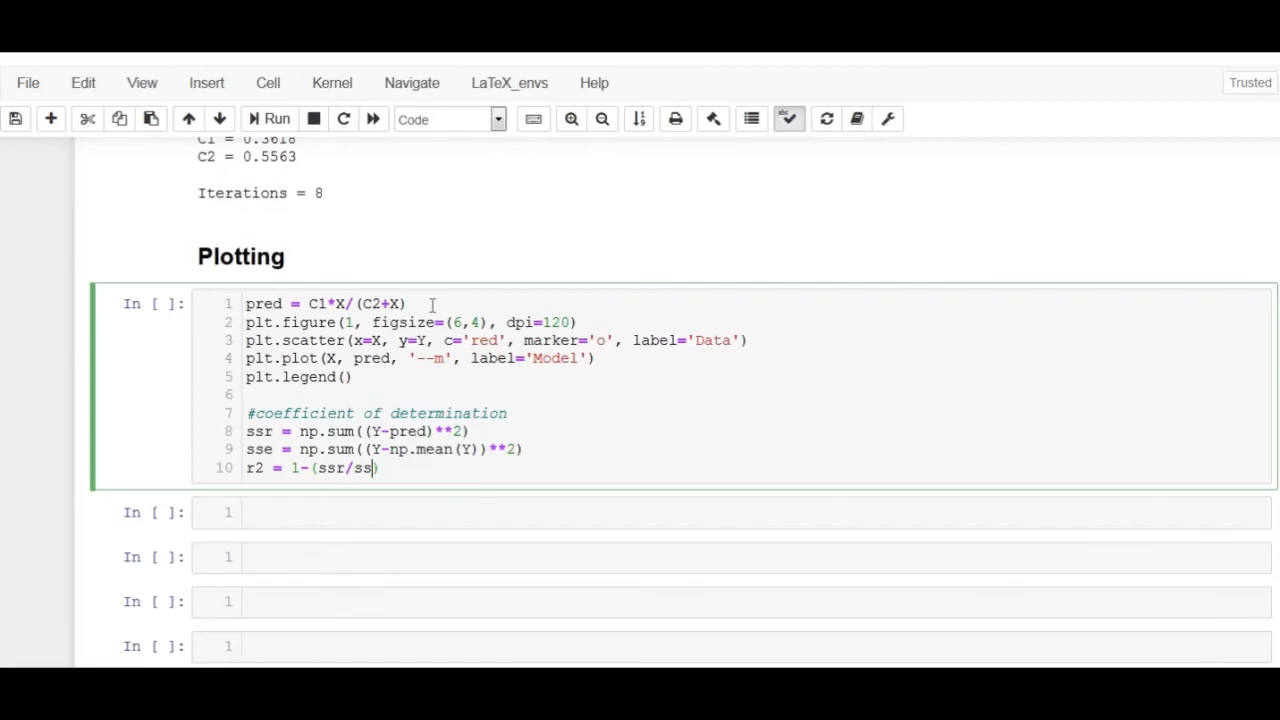 File Edit View Insert Cell Kernel Navigate LaTeX_envs Help Trusted
Run Code
C1 = 0.3618
C2 = 0.5563
Iterations = 8
Plotting
In [ ]: 1 pred = C1*X/(C2+X)
2 plt.figure(1, figsize=(6,4), dpi=120)
3 plt.scatter(x=X, y=Y, c='red', marker='o', label='Data')
4 plt.plot(X, pred, '--m', label='Model')
5 plt.legend()
6
7 #coefficient of determination
8 ssr = np.sum((Y-pred)**2)
9 sse = np.sum((Y-np.mean(Y))**2)
10 r2 = 1-(ssr/ss)
In [ ]: 1
In [ ]: 1
In [ ]: 1
In [ ]: 1